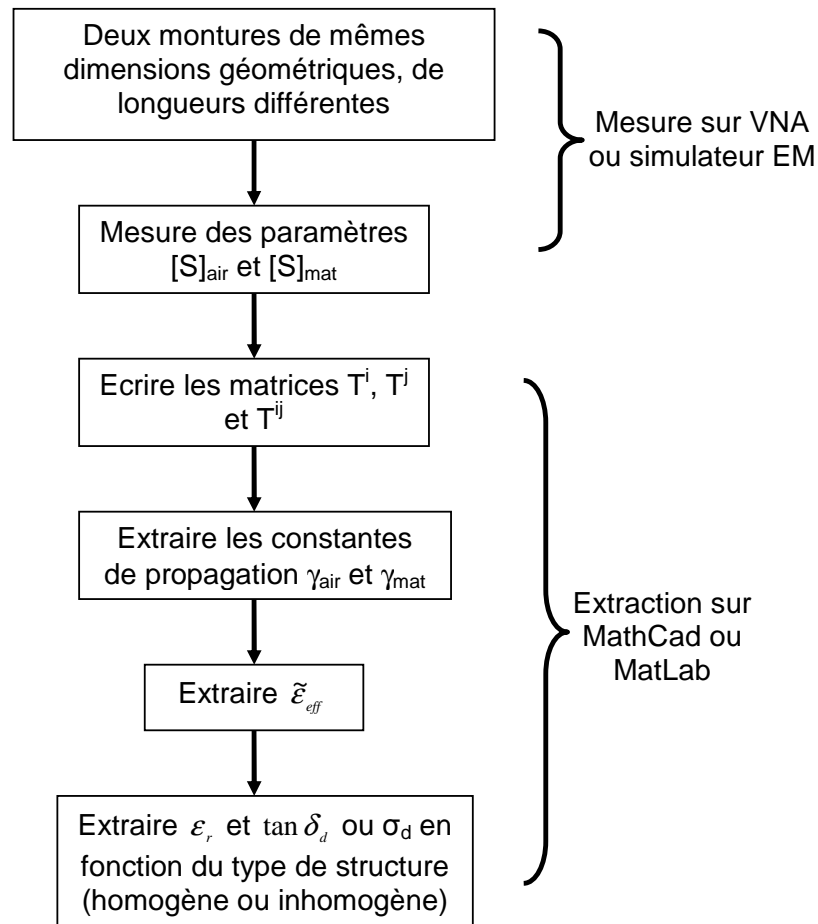 Deux montures de mêmes
dimensions géométriques, de
longueurs différentes
Mesure sur VNA
ou simulateur EM
Mesure des paramètres
[S]air et [S]mat
Ecrire les matrices Tⁱ, Tʲ
et Tⁱʲ
Extraire les constantes
de propagation γair et γmat
Extraction sur
MathCad ou
MatLab
Extraire ε̃eff
Extraire εr et tan δd ou σd en
fonction du type de structure
(homogène ou inhomogène)